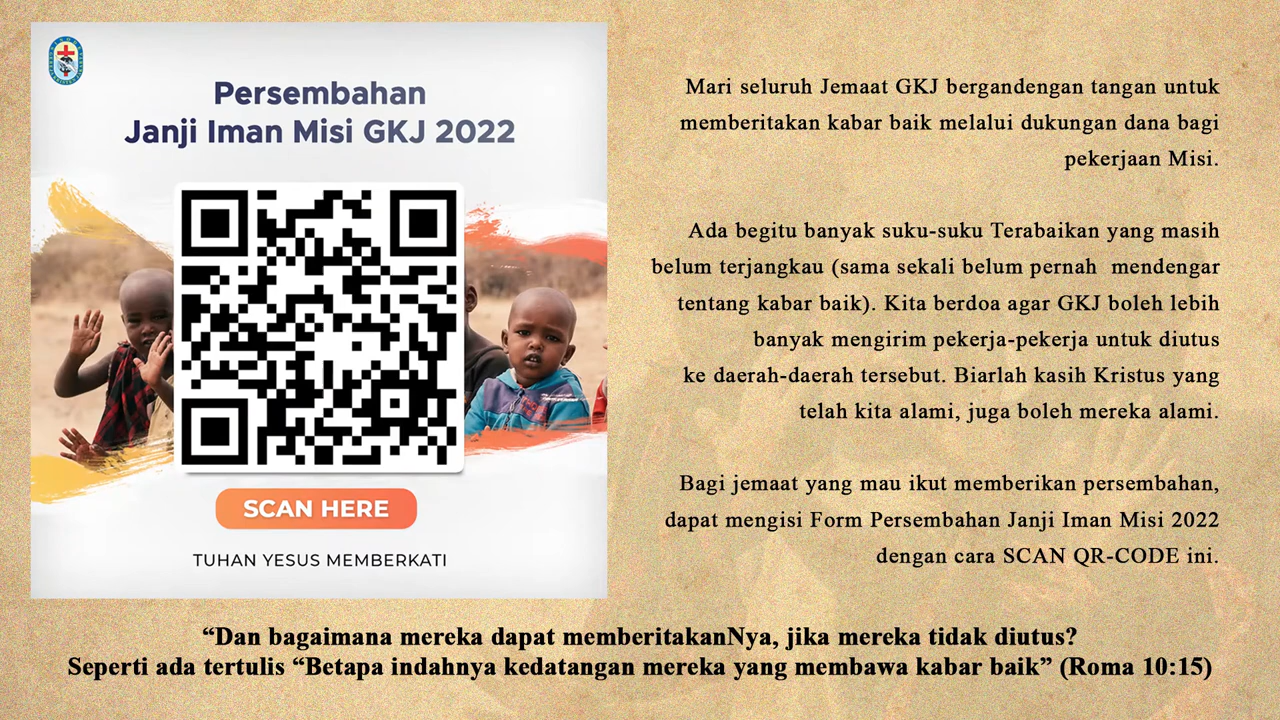 Persembahan
Janji Iman Misi GKJ 2022
SCAN HERE
TUHAN YESUS MEMBERKATI
Mari seluruh Jemaat GKJ bergandengan tangan untuk
memberitakan kabar baik melalui dukungan dana bagi
pekerjaan Misi.
Ada begitu banyak suku-suku Terabaikan yang masih
belum terjangkau (sama sekali belum pernah  mendengar
tentang kabar baik). Kita berdoa agar GKJ boleh lebih
banyak mengirim pekerja-pekerja untuk diutus
ke daerah-daerah tersebut. Biarlah kasih Kristus yang
telah kita alami, juga boleh mereka alami.
Bagi jemaat yang mau ikut memberikan persembahan,
dapat mengisi Form Persembahan Janji Iman Misi 2022
dengan cara SCAN QR-CODE ini.
“Dan bagaimana mereka dapat memberitakanNya, jika mereka tidak diutus?
Seperti ada tertulis “Betapa indahnya kedatangan mereka yang membawa kabar baik” (Roma 10:15)